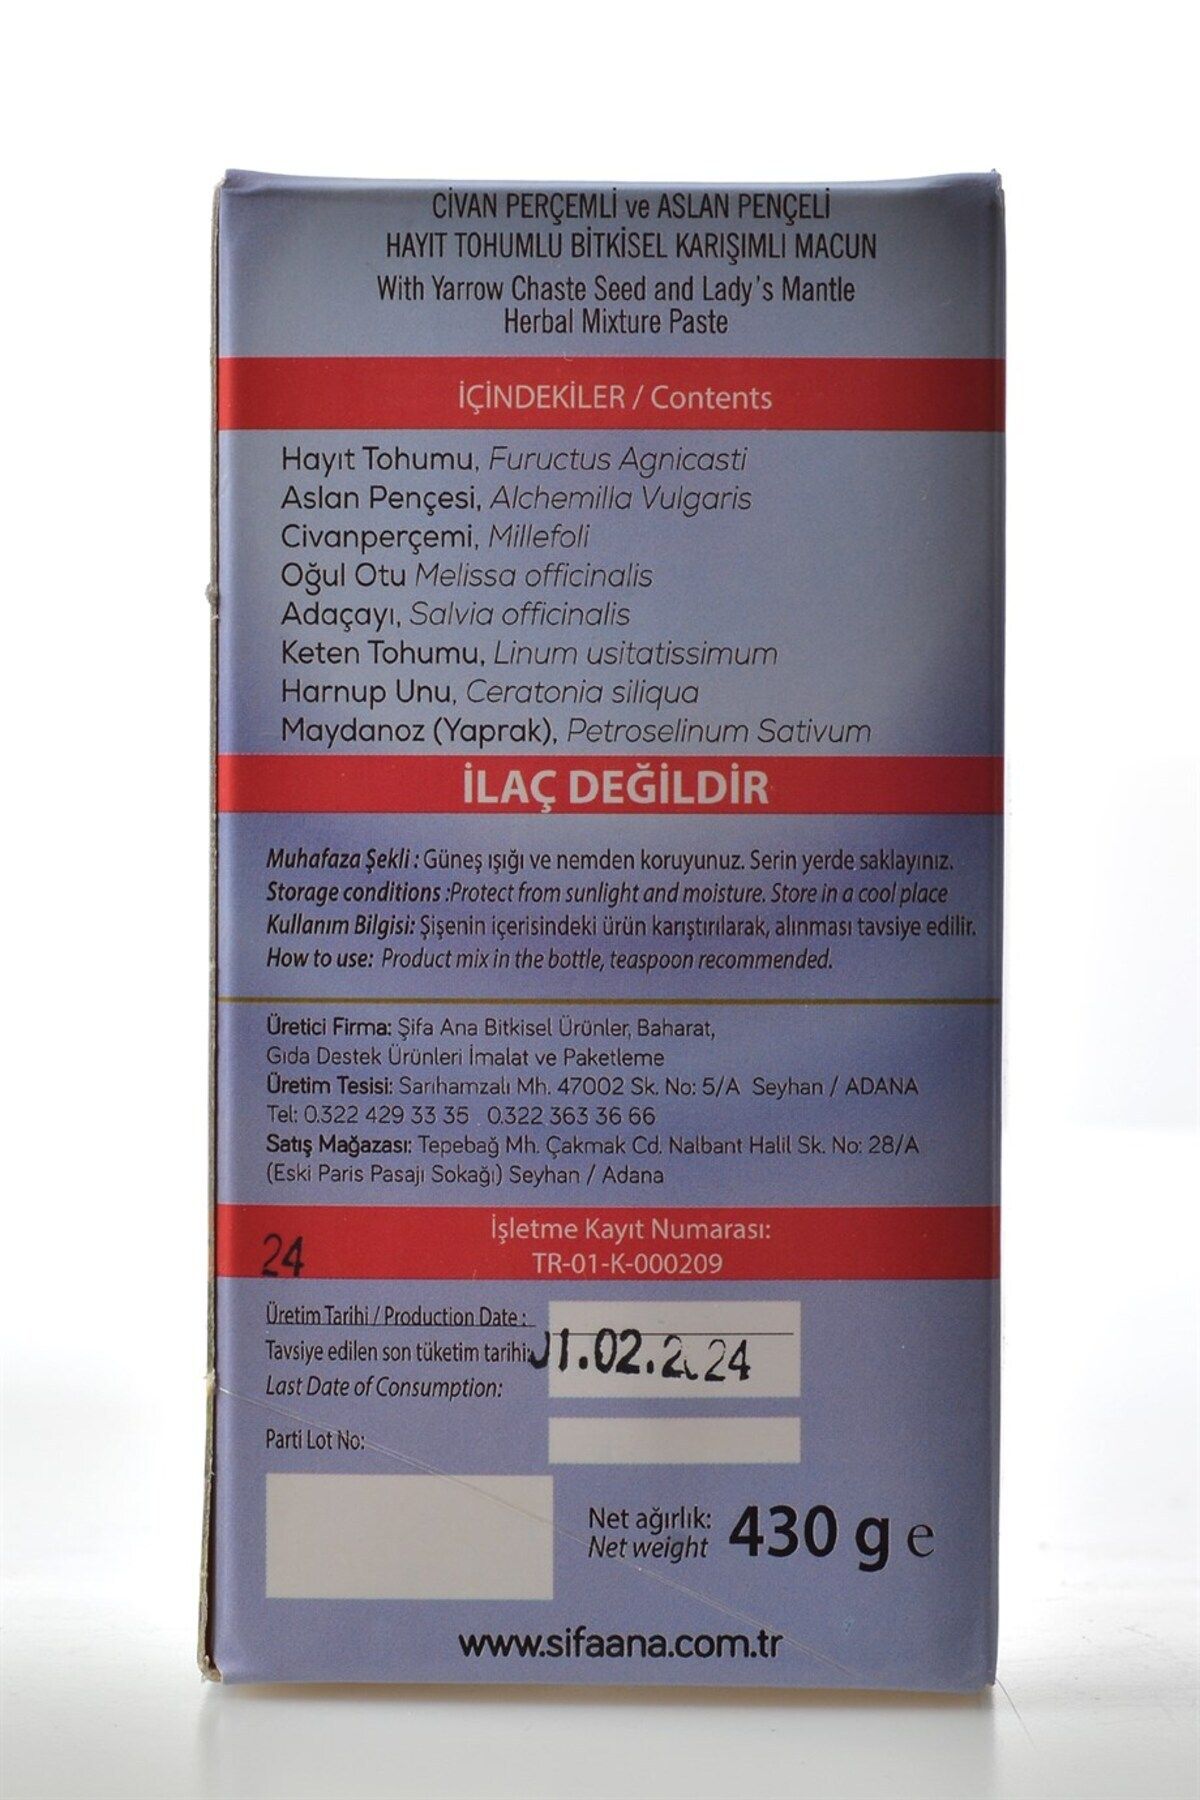 CİVAN PERÇEMLİ ve ASLAN PENÇELİ
HAYIT TOHUMLU BİTKİSEL KARIŞIMLI MACUN
With Yarrow Chaste Seed and Lady's Mantle
Herbal Mixture Paste
İÇİNDEKİLER / Contents
Hayıt Tohumu, Fuructus Agnicasti
Aslan Pençesi, Alchemilla Vulgaris
Civanperçemi, Millefoli
Oğul Otu Melissa officinalis
Adaçayı, Salvia officinalis
Keten Tohumu, Linum usitatissimum
Harnup Unu, Ceratonia siliqua
Maydanoz (Yaprak), Petroselinum Sativum
İLAÇ DEĞİLDİR
Muhafaza Şekli : Güneş ışığı ve nemden koruyunuz. Serin yerde saklayınız.
Storage conditions :Protect from sunlight and moisture. Store in a cool place
Kullanım Bilgisi: Şişenin içerisindeki ürün karıştırılarak, alınması tavsiye edilir.
How to use: Product mix in the bottle, teaspoon recommended.
Üretici Firma: Şifa Ana Bitkisel Ürünler, Baharat,
Gıda Destek Ürünleri İmalat ve Paketleme
Üretim Tesisi: Sarıhamzalı Mh. 47002 Sk. No: 5/A Seyhan / ADANA
Tel: 0.322 429 33 35 0.322 363 36 66
Satış Mağazası: Tepebağ Mh. Çakmak Cd. Nalbant Halil Sk. No: 28/A
(Eski Paris Pasajı Sokağı) Seyhan / Adana
İşletme Kayıt Numarası:
24 TR-01-K-000209
Üretim Tarihi / Production Date :
Tavsiye edilen son tüketim tarihi: 01.02.2024
Last Date of Consumption:
Parti Lot No:
Net ağırlık: 430 g e
Net weight
www.sifaana.com.tr